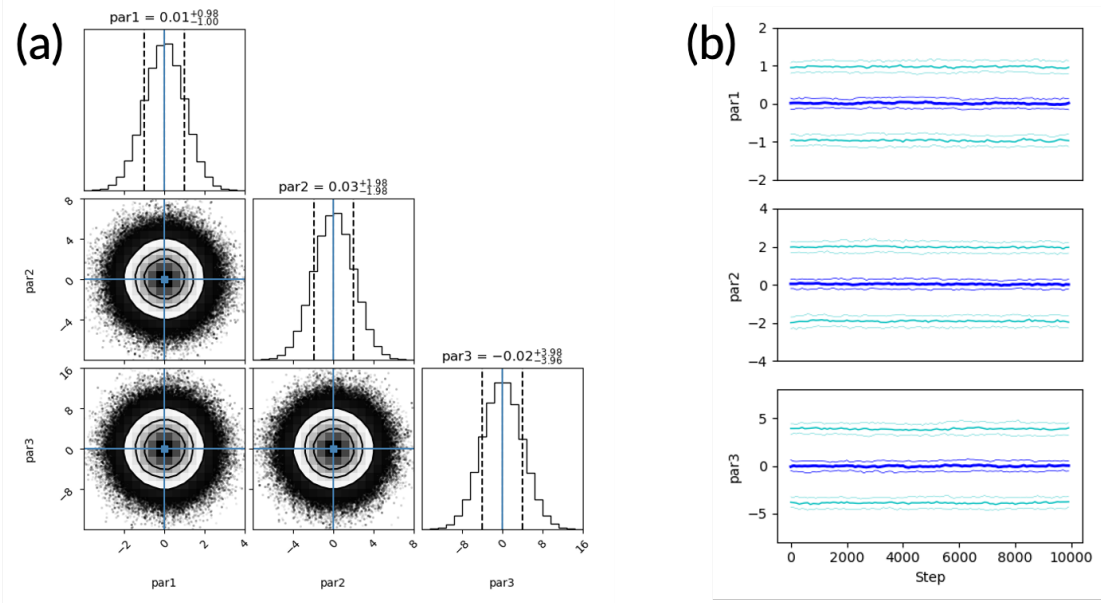 (a)
par1 = 0.01+0.98−1.00
par2 = 0.03+1.98−1.98
par3 = −0.02+3.98−3.96
par2
8
4
0
−4
par3
16
8
0
−8
−2
0
2
4
par1
−4
0
4
8
par2
−8
0
8
16
par3
(b)
par1
2
1
0
−1
−2
par2
4
2
0
−2
−4
par3
5
0
−5
0
2000
4000
6000
8000
10000
Step